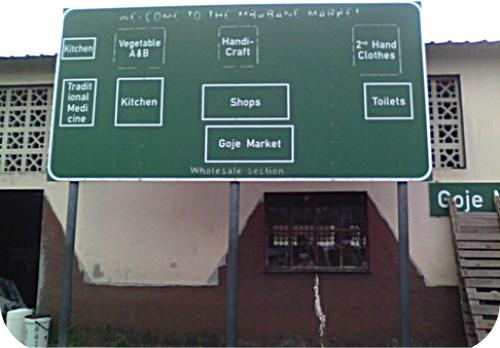 WELCOME TO THE MBABANE MARKET
Kitchen
Vegetable
A&B
Handi-
Craft
2nd Hand
Clothes
Tradit
ional
Medi
cine
Kitchen
Shops
Toilets
Goje Market
Wholesale section
Goje